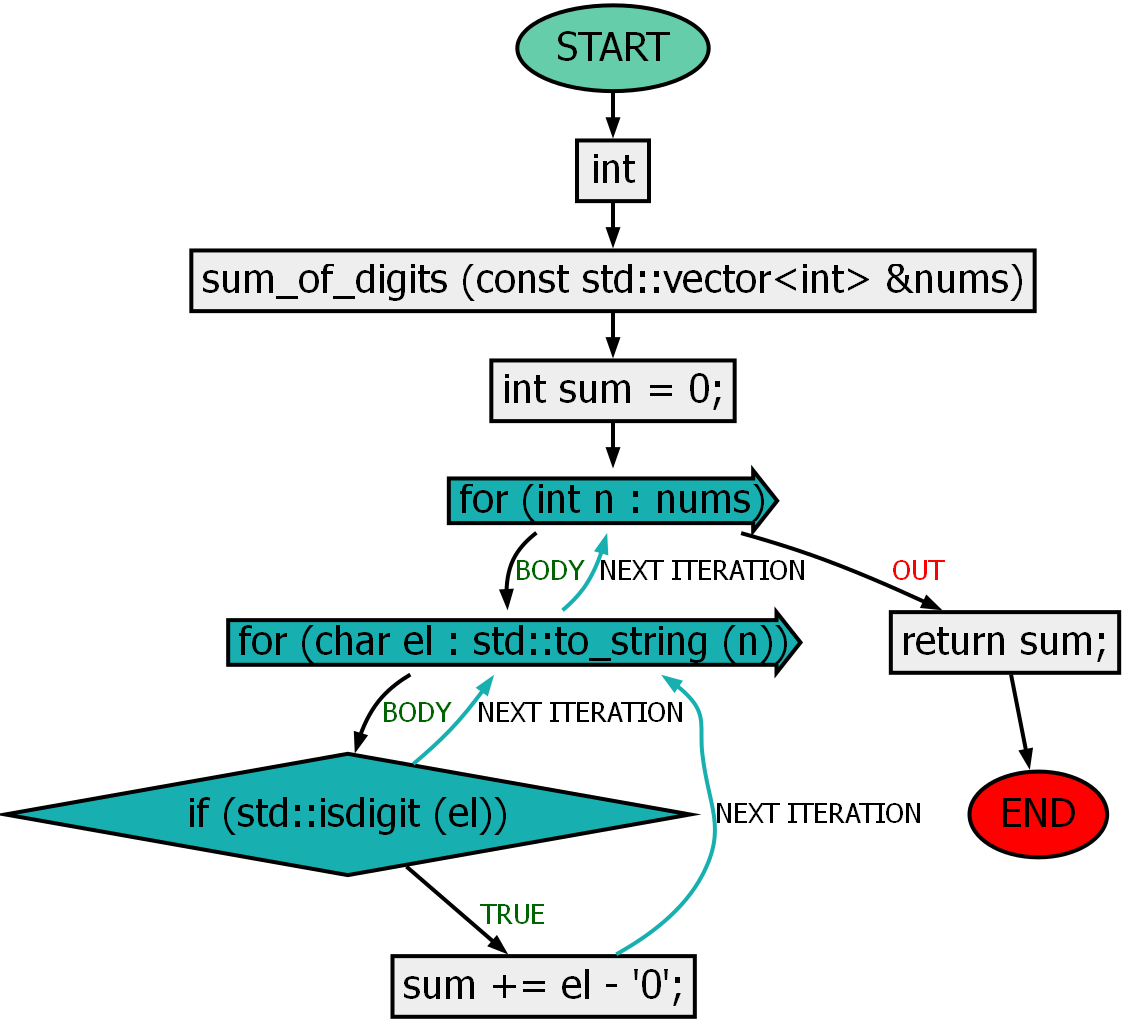 START
int
sum_of_digits (const std::vector<int> &nums)
int sum = 0;
for (int n : nums)
BODY
NEXT ITERATION
OUT
for (char el : std::to_string (n))
return sum;
BODY
NEXT ITERATION
if (std::isdigit (el))
NEXT ITERATION
END
TRUE
sum += el - '0';